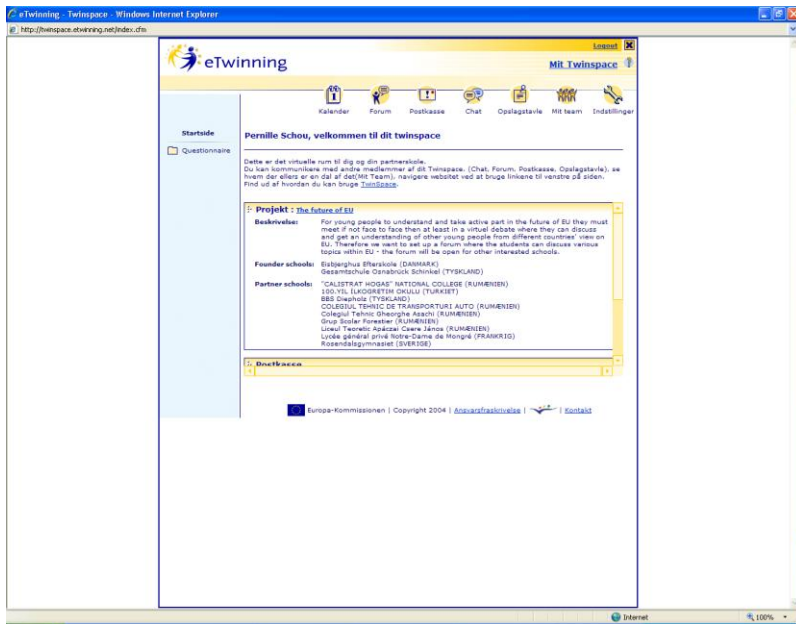 eTwinning - Twinspace - Windows Internet Explorer
http://twinspace.etwinning.net/index.cfm
Logout
eTwinning
Mit Twinspace
Kalender Forum Postkasse Chat Opslagstavle Mit team Indstillinger
Startside
Questionnaire
Pernille Schou, velkommen til dit twinspace
Dette er det virtuelle rum til dig og din partnerskole.
Du kan kommunikere med andre medlemmer af dit Twinspace. (Chat, Forum, Postkasse, Opslagstavle), se
hvem der ellers er en dal af det(Mit Team), navigere websitet ved at bruge linkene til venstre på siden.
Find ud af hvordan du kan bruge TwinSpace.
Projekt : The future of EU
Beskrivelse: For young people to understand and take active part in the future of EU they must
meet if not face to face then at least in a virtuel debate where they can discuss
and get an understanding of other young people from different countries' view on
EU. Therefore we want to set up a forum where the students can discuss various
topics within EU - the forum will be open for other interested schools.
Founder schools: Eisbjerghus Efterskole (DANMARK)
Gesamtschule Osnabrück Schinkel (TYSKLAND)
Partner schools: "CALISTRAT HOGAS" NATIONAL COLLEGE (RUMÆNIEN)
100.YIL İLKOGRETIM OKULU (TURKIET)
BBS Diepholz (TYSKLAND)
COLEGIUL TEHNIC DE TRANSPORTURI AUTO (RUMÆNIEN)
Colegiul Tehnic Gheorghe Asachi (RUMÆNIEN)
Grup Scolar Forestier (RUMÆNIEN)
Liceul Teoretic Apáczai Csere János (RUMÆNIEN)
Lycée général privé Notre-Dame de Mongré (FRANKRIG)
Rosendalsgymnasiet (SVERIGE)
Postkasse
Europa-Kommissionen | Copyright 2004 | Ansvarsfraskrivelse | | Kontakt
Internet 100%